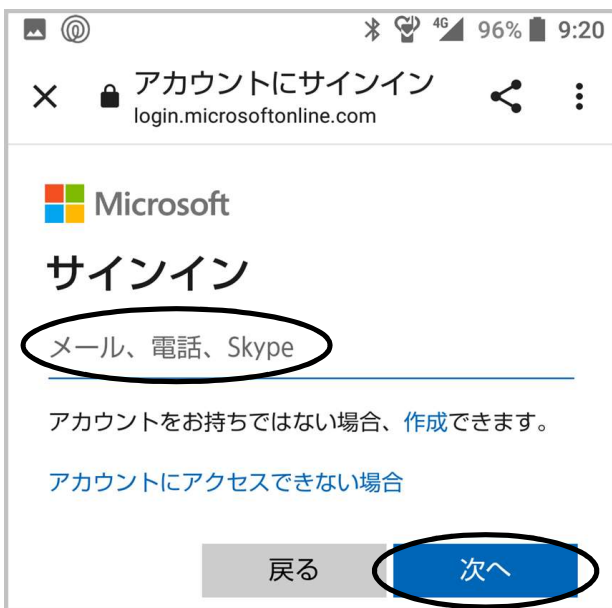 4G 96% 9:20
アカウントにサインイン
login.microsoftonline.com
Microsoft
サインイン
メール、電話、Skype
アカウントをお持ちではない場合、作成できます。
アカウントにアクセスできない場合
戻る 次へ